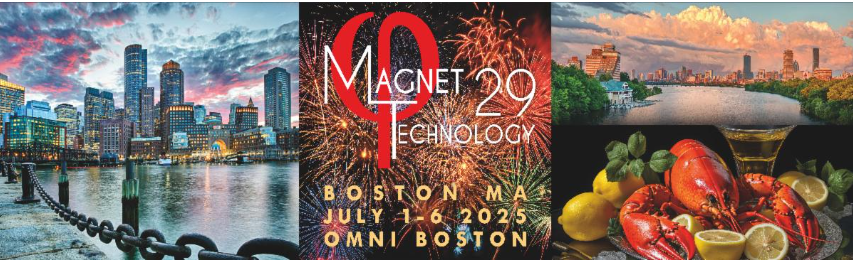 MAGNET 29
TECHNOLOGY
BOSTON MA
JULY 1-6 2025
OMNI BOSTON